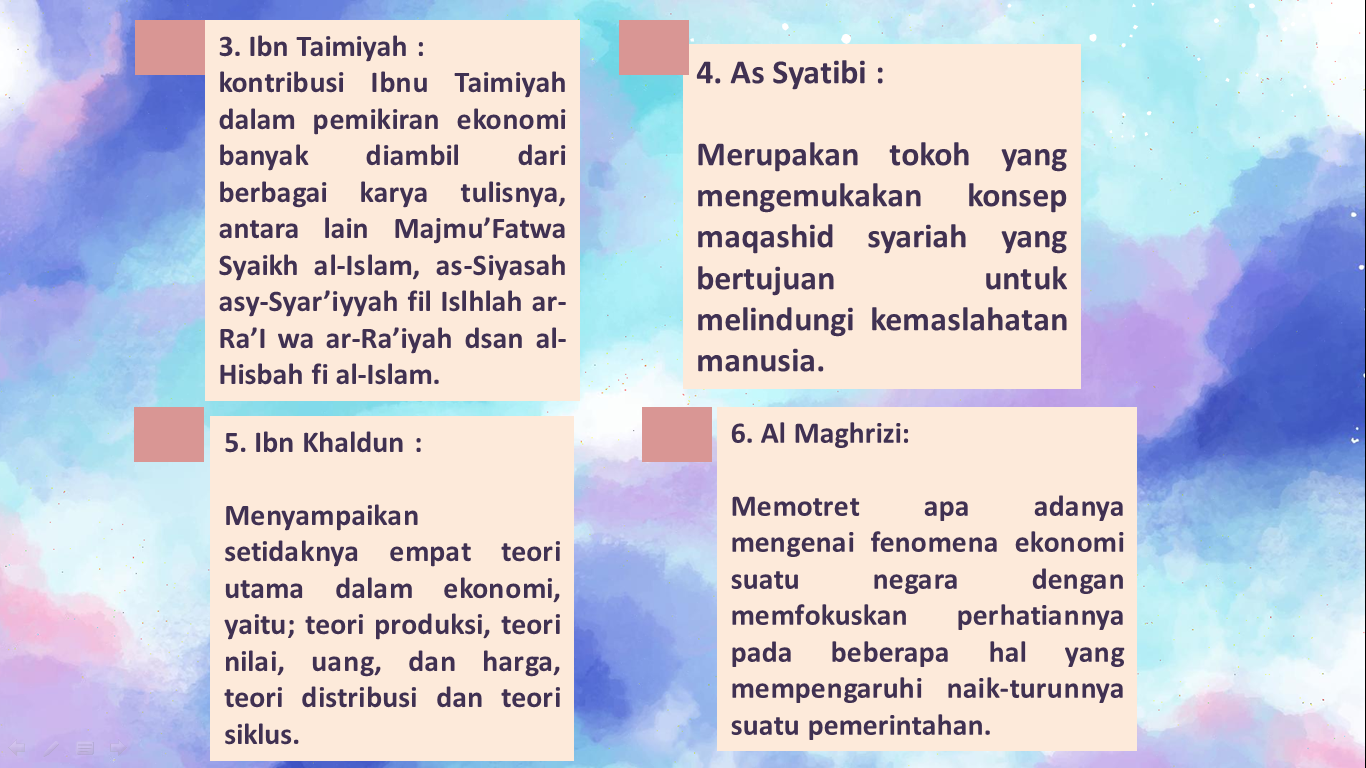 3. Ibn Taimiyah :
kontribusi Ibnu Taimiyah
dalam pemikiran ekonomi
banyak diambil dari
berbagai karya tulisnya,
antara lain Majmu’Fatwa
Syaikh al-Islam, as-Siyasah
asy-Syar’iyyah fil Islhlah ar-
Ra’I wa ar-Ra’iyah dsan al-
Hisbah fi al-Islam.
4. As Syatibi :
Merupakan tokoh yang
mengemukakan konsep
maqashid syariah yang
bertujuan untuk
melindungi kemaslahatan
manusia.
5. Ibn Khaldun :
Menyampaikan
setidaknya empat teori
utama dalam ekonomi,
yaitu; teori produksi, teori
nilai, uang, dan harga,
teori distribusi dan teori
siklus.
6. Al Maghrizi:
Memotret apa adanya
mengenai fenomena ekonomi
suatu negara dengan
memfokuskan perhatiannya
pada beberapa hal yang
mempengaruhi naik-turunnya
suatu pemerintahan.